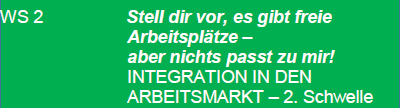 WS 2 Stell dir vor, es gibt freie
Arbeitsplätze –
aber nichts passt zu mir!
INTEGRATION IN DEN
ARBEITSMARKT – 2. Schwelle